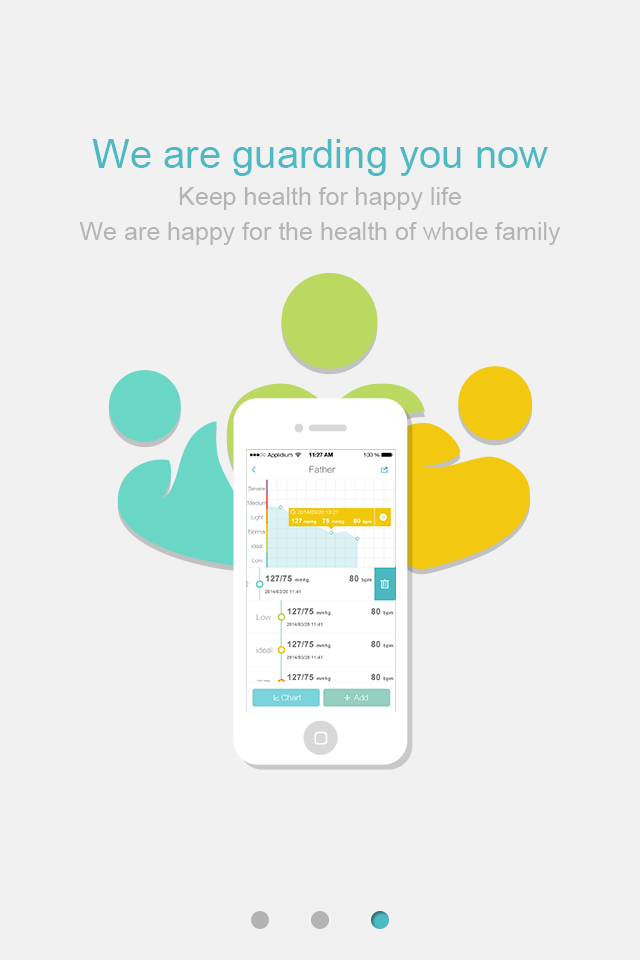 We are guarding you now
Keep health for happy life
We are happy for the health of whole family
Applidium 11:27 AM 100 %
Father
Severe
Medium
Light
Normal
ideal
Low
2014/03/20 13:21
127 mmhg 75 mmhg 80 bpm
127/75 mmhg 80 bpm
2014/03/20 11:41
Low 127/75 mmhg 80 bpm
2014/03/20 11:41
ideal 127/75 mmhg 80 bpm
2014/03/20 11:41
127/75 mmhg 80 bpm
Chart + Add